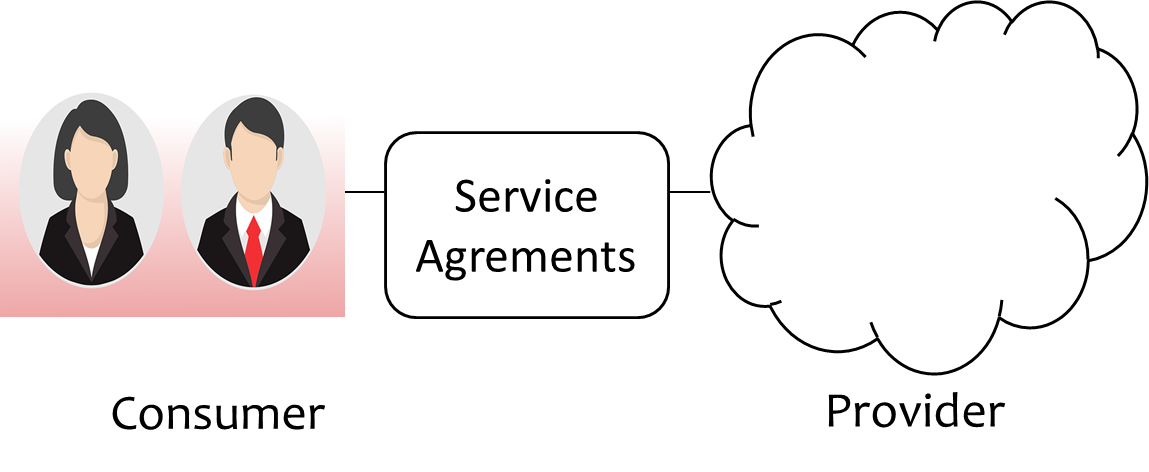 Service
Agrements
Consumer
Provider